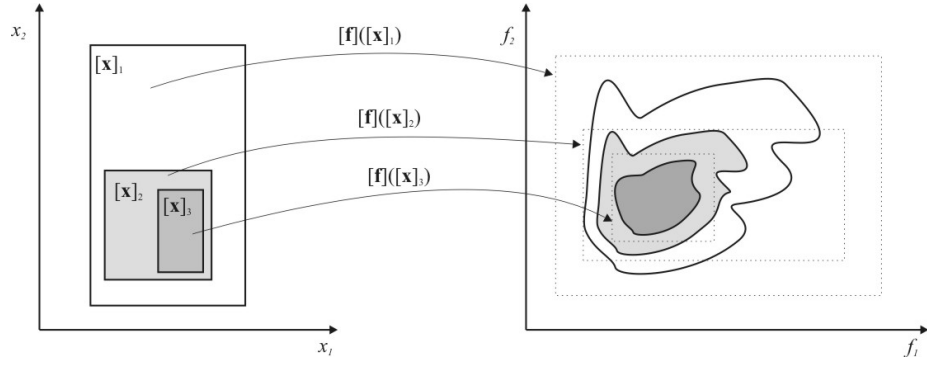 x₂
[x]₁
[x]₂
[x]₃
x₁
[f]([x]₁)
[f]([x]₂)
[f]([x]₃)
f₂
f₁